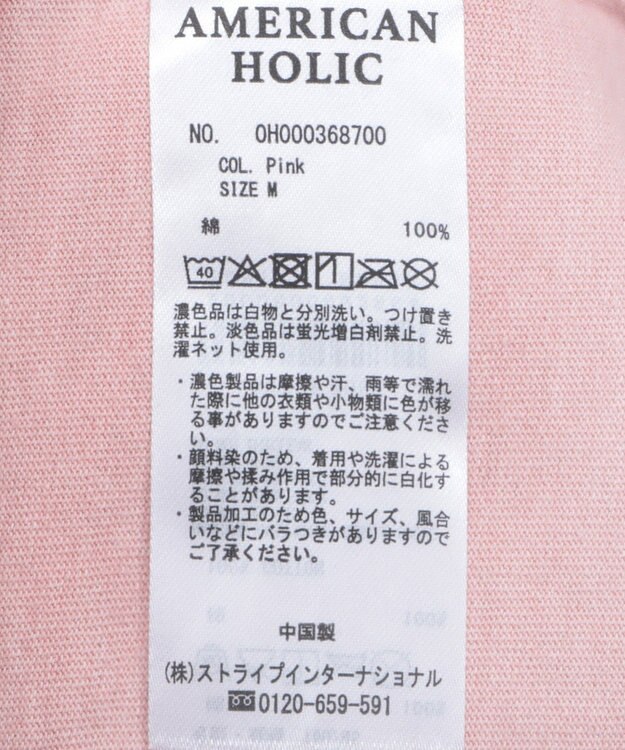 AMERICAN
HOLIC
NO. OH000368700
COL. Pink
SIZE M
綿 100%
40
濃色品は白物と分別洗い。つけ置き
禁止。淡色品は蛍光増白剤禁止。洗
濯ネット使用。
・濃色製品は摩擦や汗、雨等で濡れ
た際に他の衣類や小物類に色が移
る事がありますのでご注意くださ
い。
・顔料染のため、着用や洗濯による
摩擦や揉み作用で部分的に白化す
ることがあります。
・製品加工のため色、サイズ、風合
いなどにバラつきがありますので
ご了承ください。
中国製
(株)ストライプインターナショナル
0120-659-591